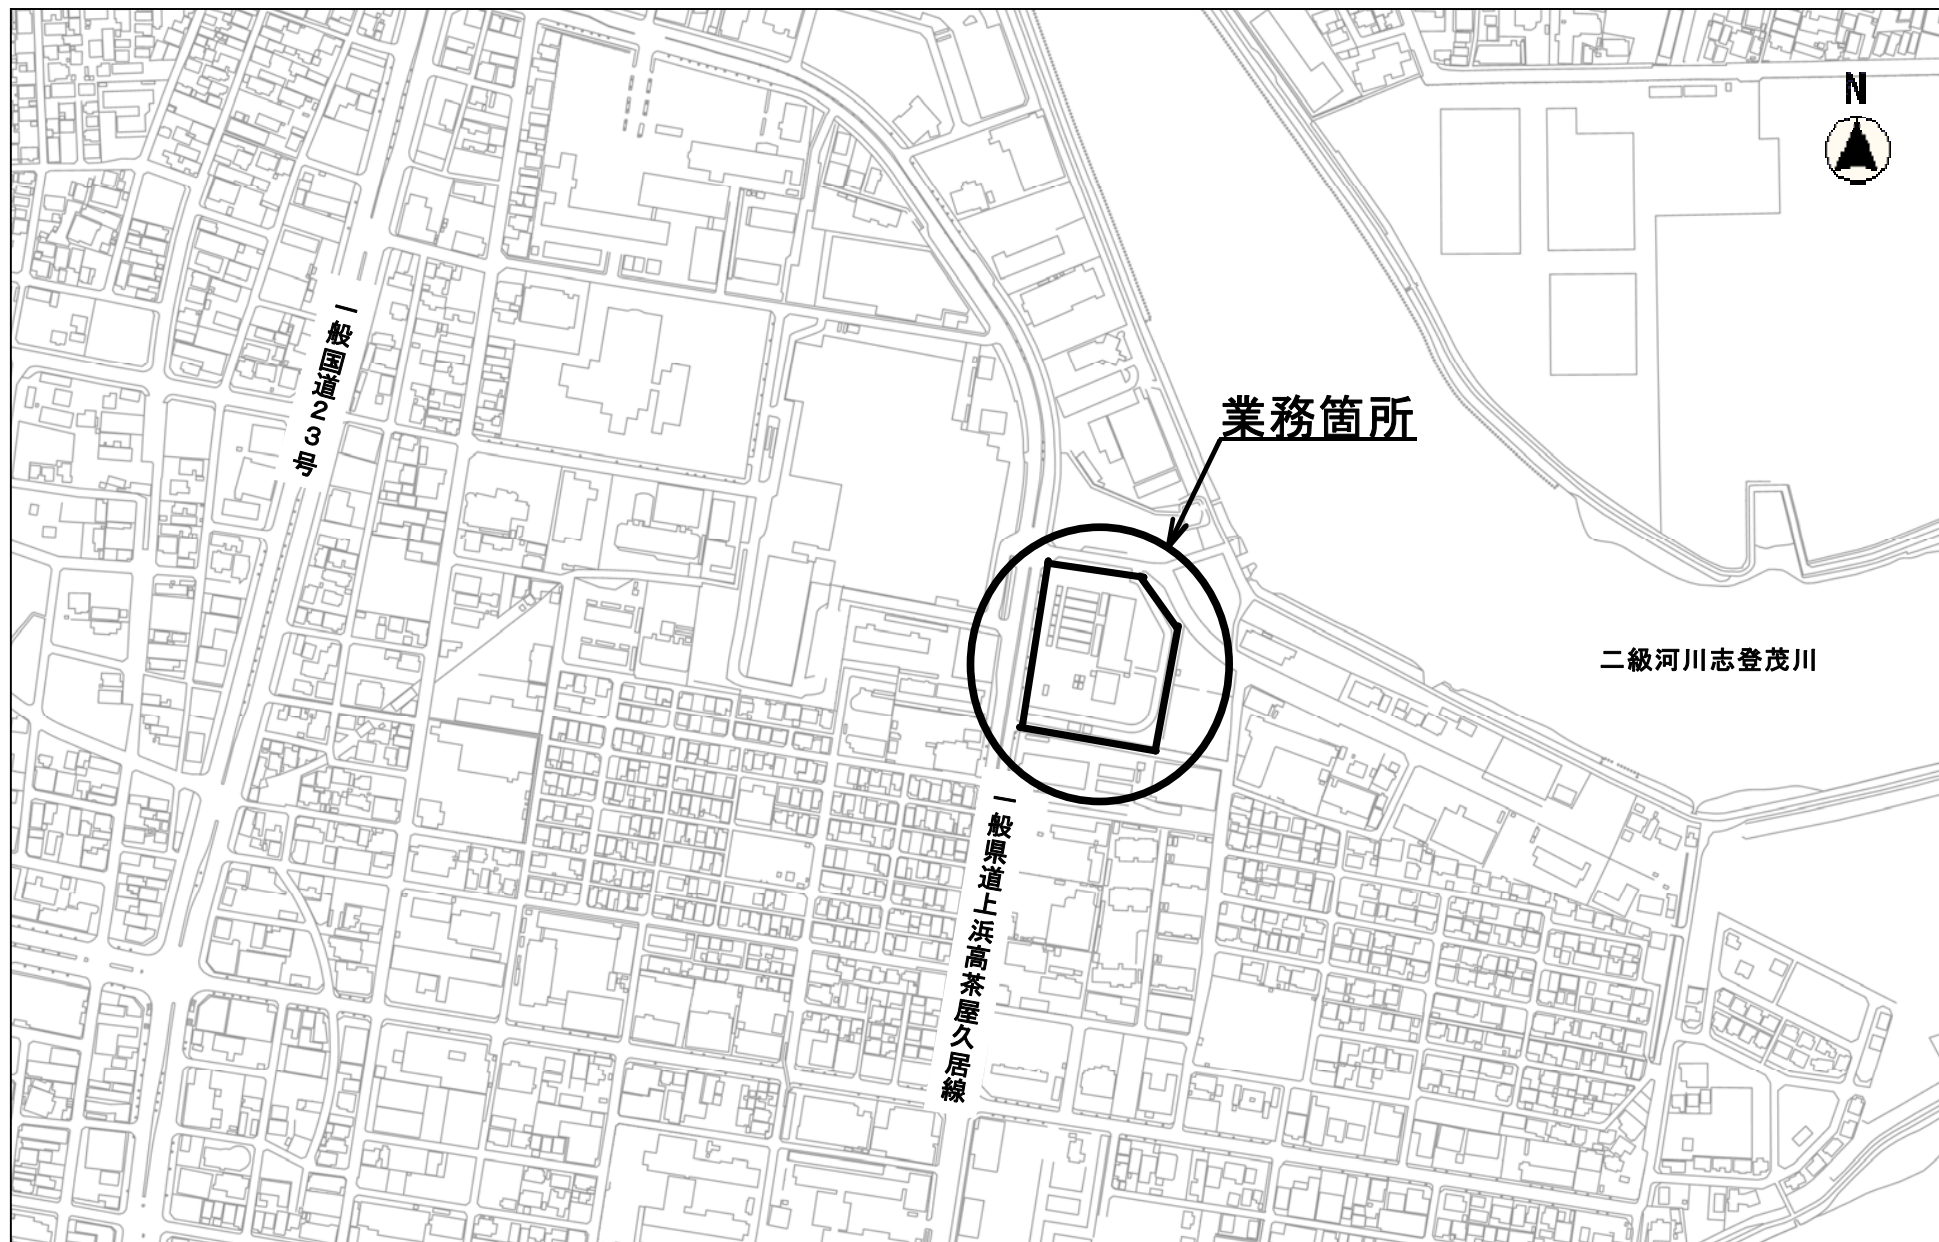 N
一般国道２３号
業務箇所
二級河川志登茂川
一般県道上浜高茶屋久居線